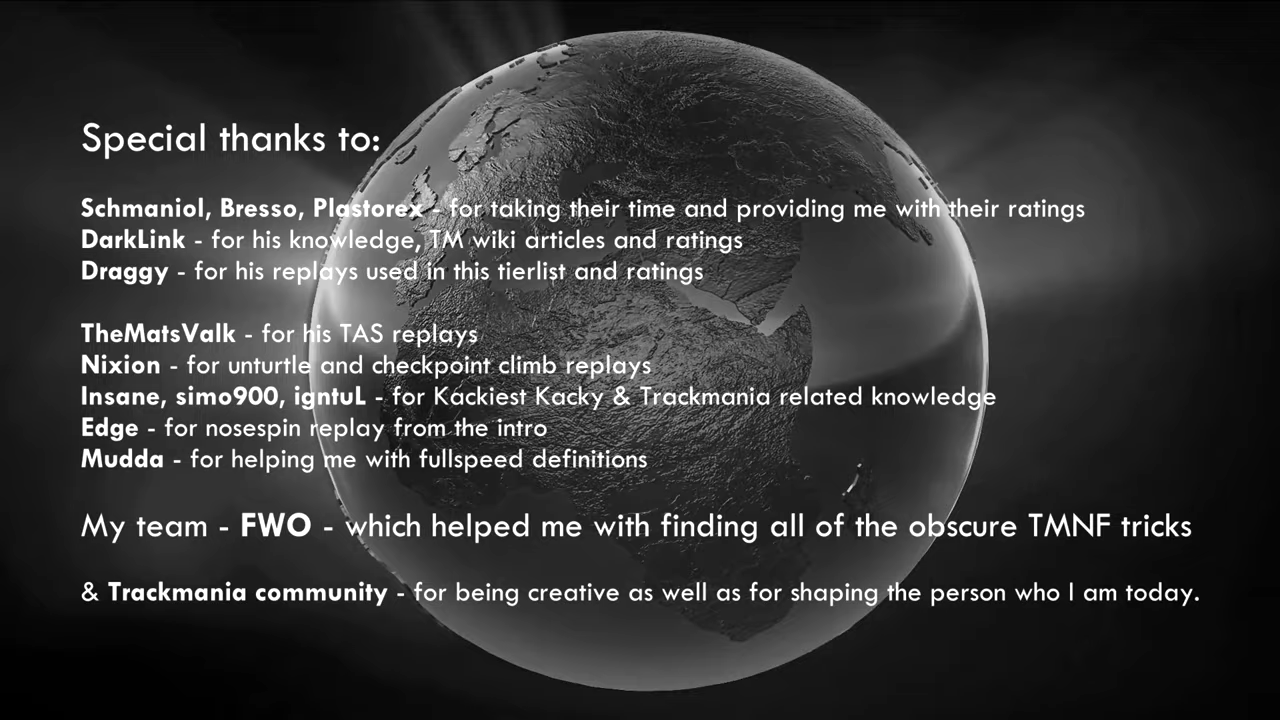 Special thanks to:
Schmaniol, Bresso, Plastorex - for taking their time and providing me with their ratings
DarkLink - for his knowledge, TM wiki articles and ratings
Draggy - for his replays used in this tierlist and ratings
TheMatsValk - for his TAS replays
Nixion - for unturtle and checkpoint climb replays
Insane, simo900, igntuL - for Kackiest Kacky & Trackmania related knowledge
Edge - for nosespin replay from the intro
Mudda - for helping me with fullspeed definitions
My team - FWO - which helped me with finding all of the obscure TMNF tricks
& Trackmania community - for being creative as well as for shaping the person who I am today.